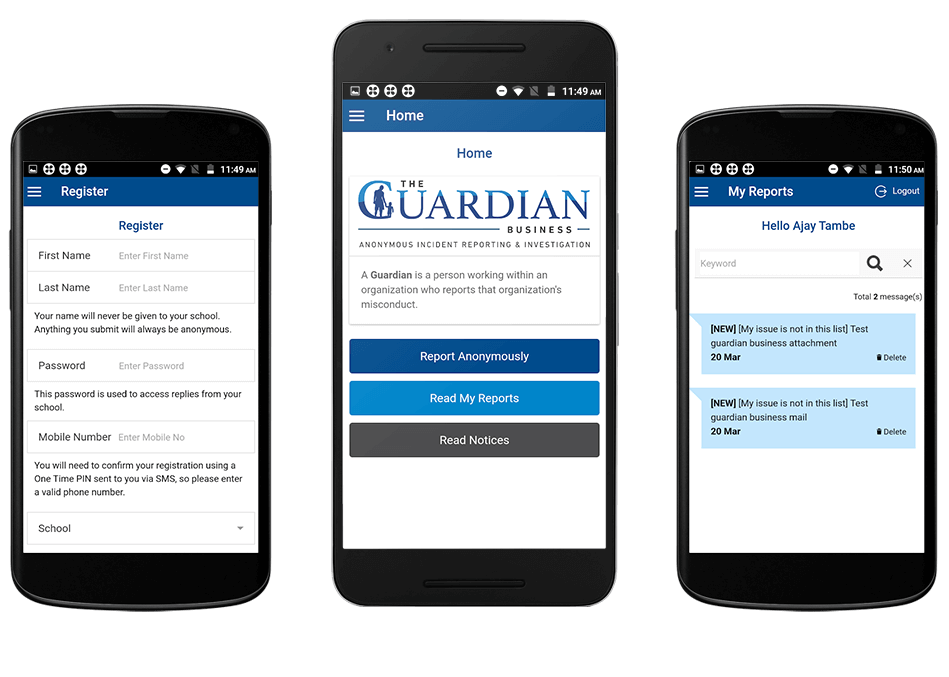 11:49 AM
Register
Register
First Name Enter First Name
Last Name Enter Last Name
Your name will never be given to your school.
Anything you submit will always be anonymous.
Password Enter Password
This password is used to access replies from your
school.
Mobile Number Enter Mobile No
You will need to confirm your registration using a
One Time PIN sent to you via SMS, so please enter
a valid phone number.
School
11:49 AM
Home
Home
THE
GUARDIAN
BUSINESS
ANONYMOUS INCIDENT REPORTING & INVESTIGATION
A Guardian is a person working within an
organization who reports that organization's
misconduct.
Report Anonymously
Read My Reports
Read Notices
11:50 AM
My Reports Logout
Hello Ajay Tambe
Keyword
Total 2 message(s)
[NEW] [My issue is not in this list] Test
guardian business attachment
20 Mar Delete
[NEW] [My issue is not in this list] Test
guardian business mail
20 Mar Delete